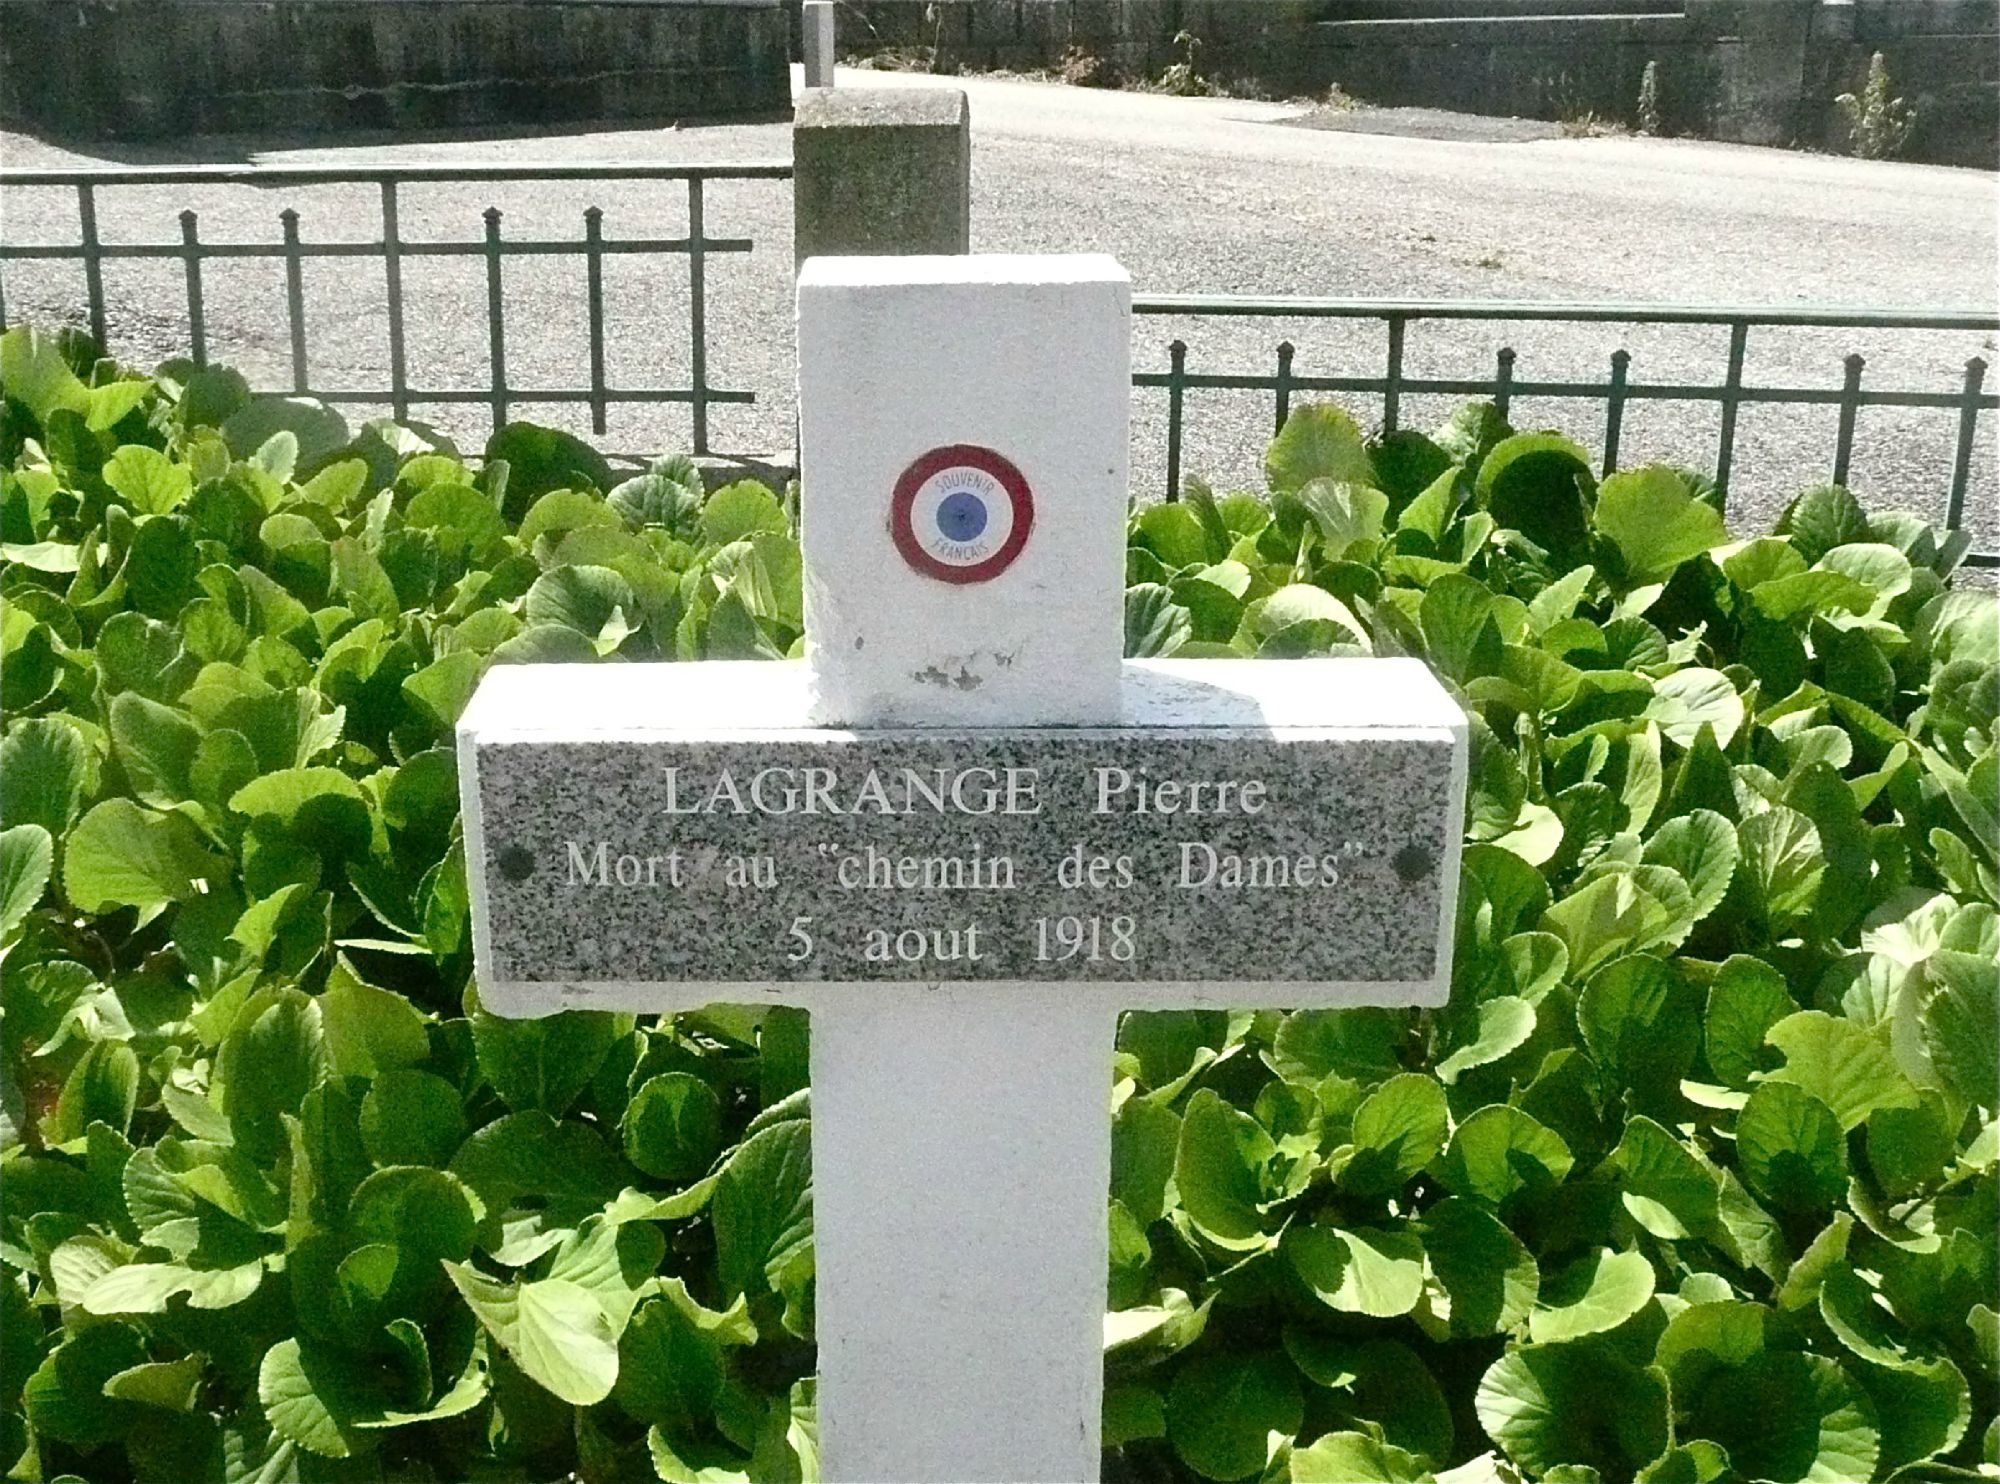 SOUVENIR
FRANÇAIS
LAGRANGE Pierre
Mort au "chemin des Dames"
5 aout 1918